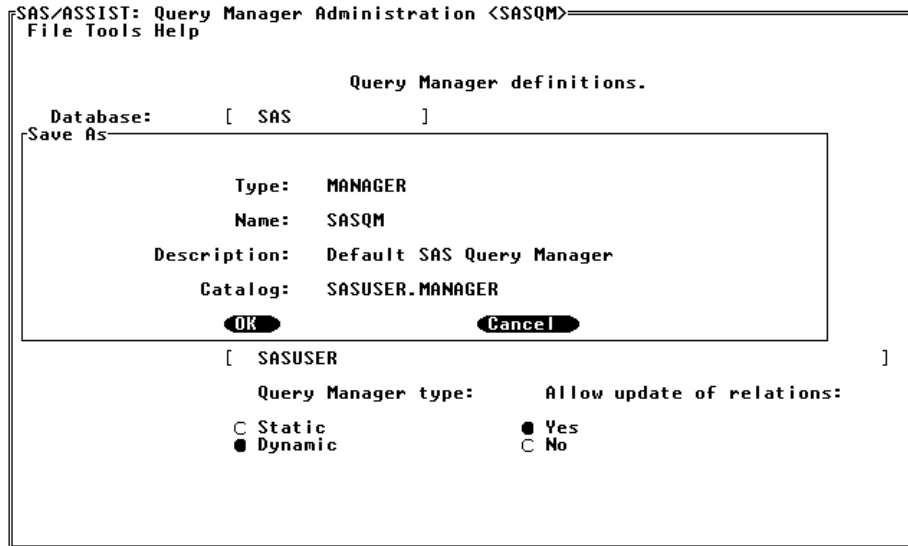 SAS/ASSIST: Query Manager Administration <SASQM>
File Tools Help
Query Manager definitions.
Database: [ SAS ]
Save As
Type: MANAGER
Name: SASQM
Description: Default SAS Query Manager
Catalog: SASUSER.MANAGER
OK Cancel
[ SASUSER ]
Query Manager type: Allow update of relations:
Static Yes
Dynamic No